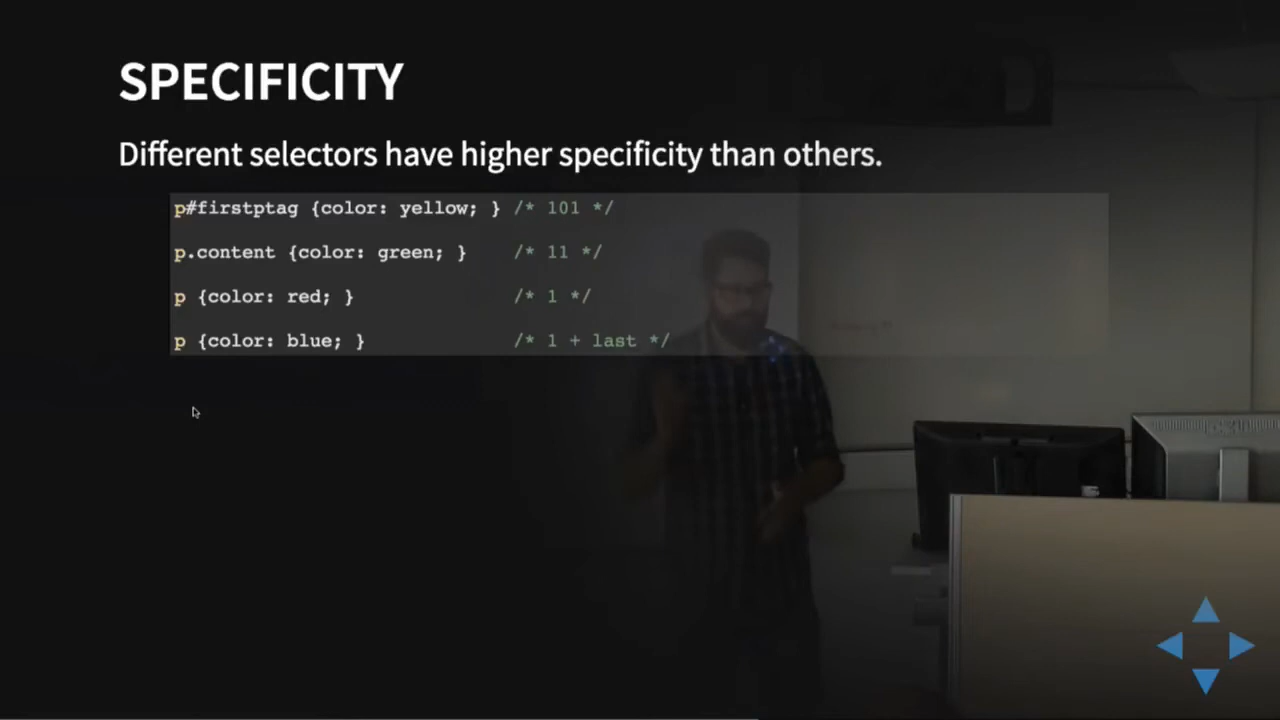 SPECIFICITY
Different selectors have higher specificity than others.
p#firstptag {color: yellow; } /* 101 */
p.content {color: green; } /* 11 */
p {color: red; } /* 1 */
p {color: blue; } /* 1 + last */